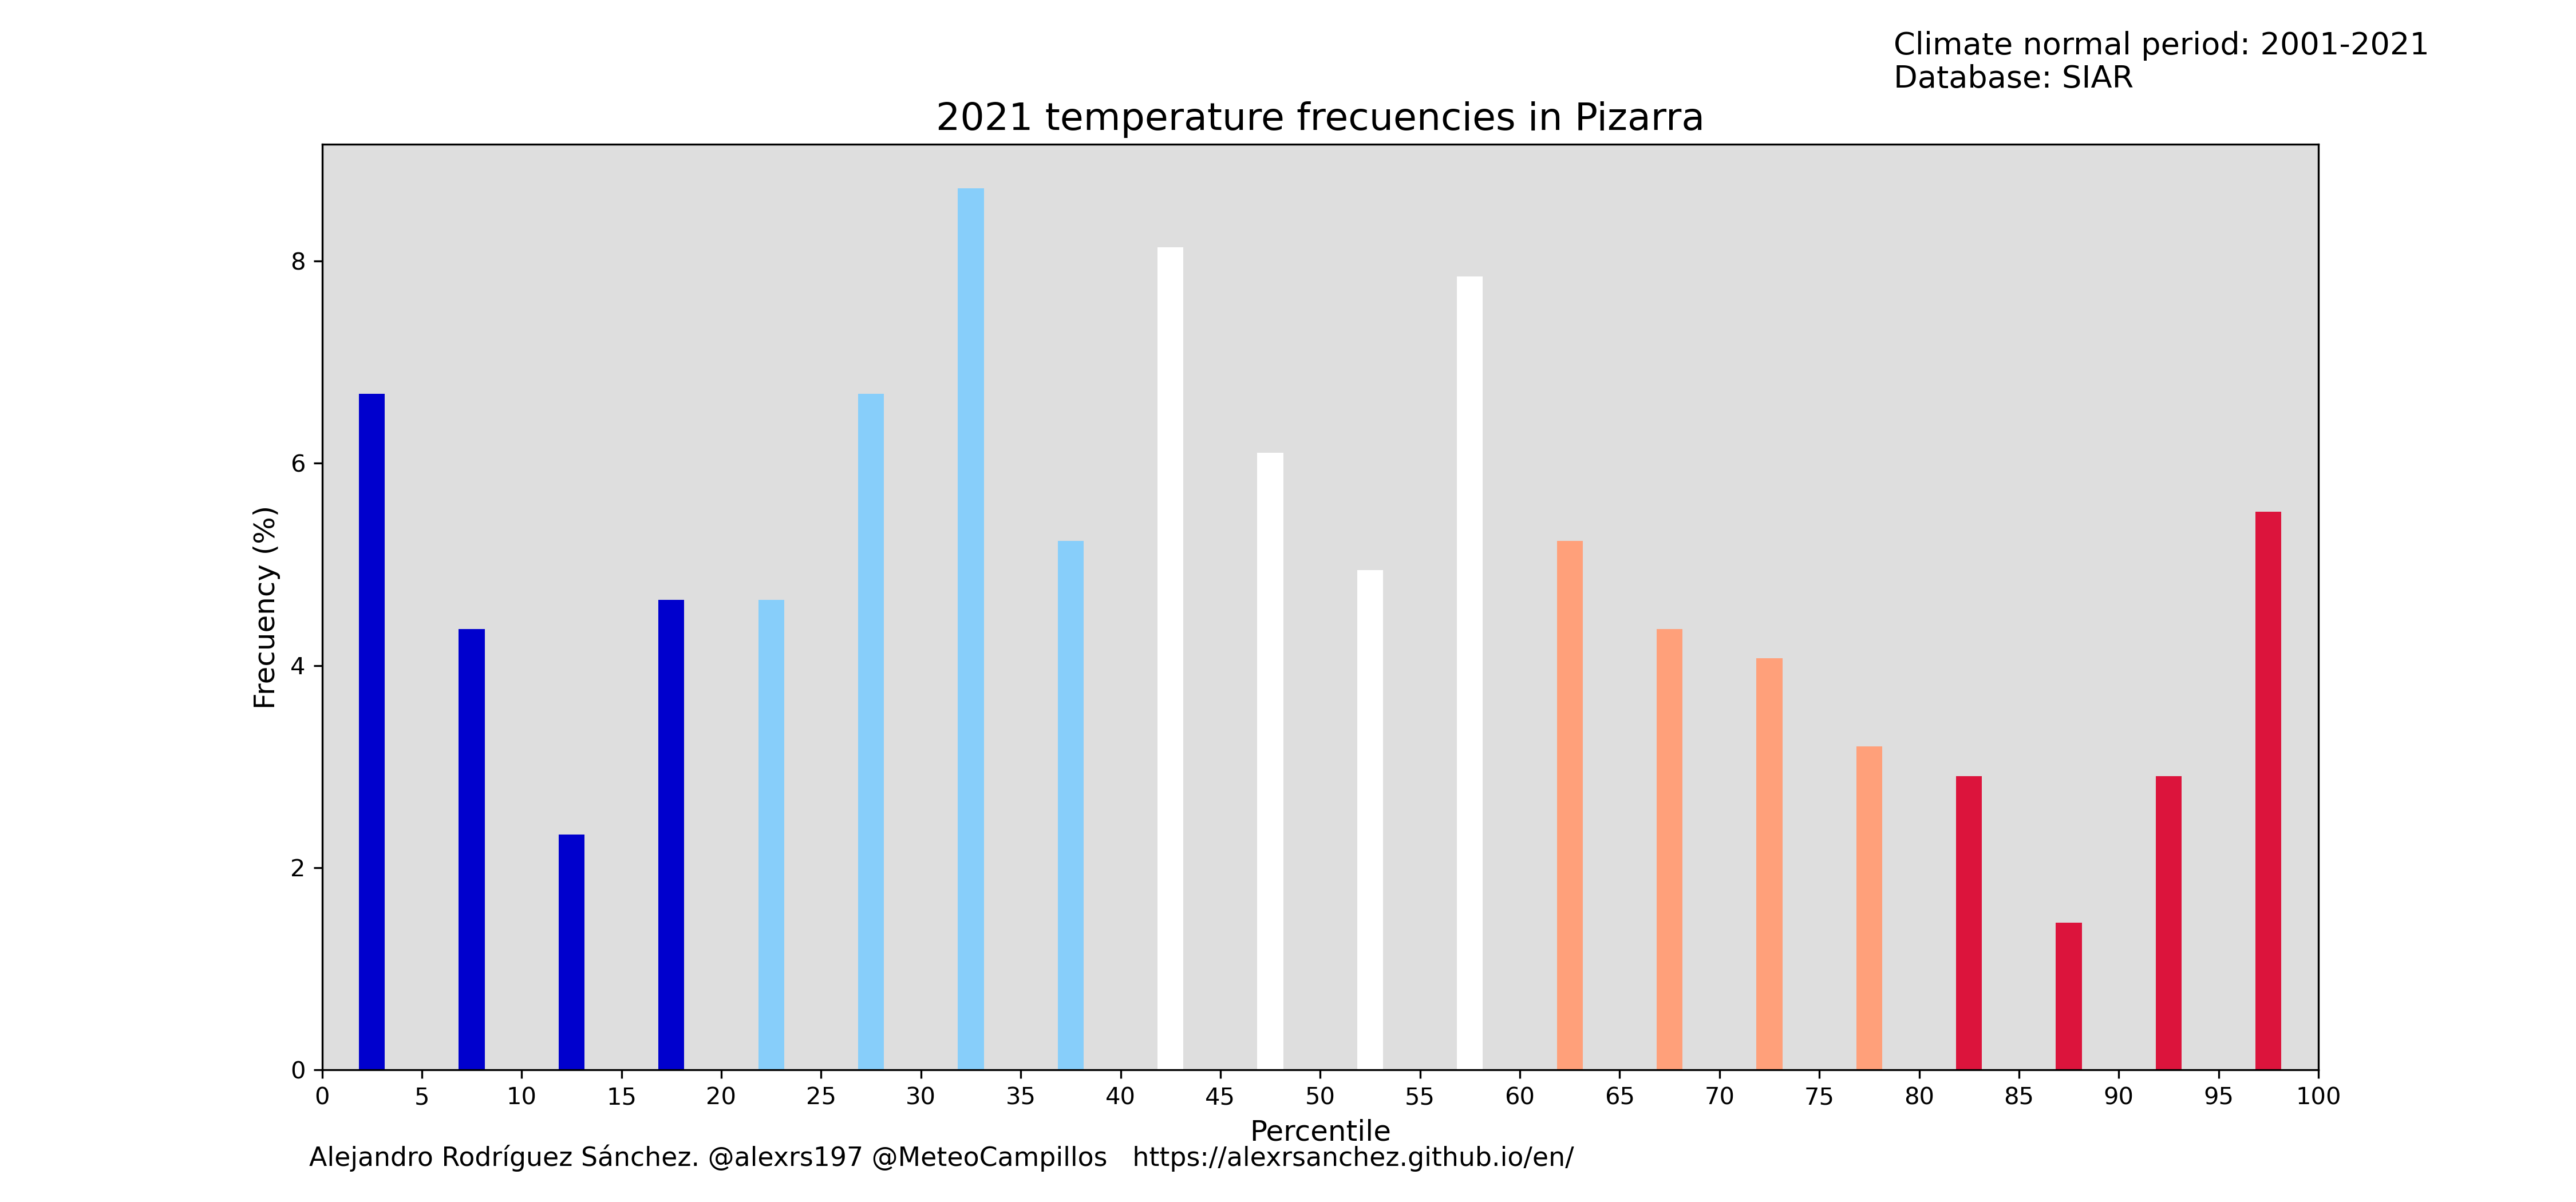 Climate normal period: 2001-2021
Database: SIAR
2021 temperature frecuencies in Pizarra
Frecuency (%)
8
6
4
2
0
0 5 10 15 20 25 30 35 40 45 50 55 60 65 70 75 80 85 90 95 100
Percentile
Alejandro Rodríguez Sánchez. @alexrs197 @MeteoCampillos https://alexrsanchez.github.io/en/